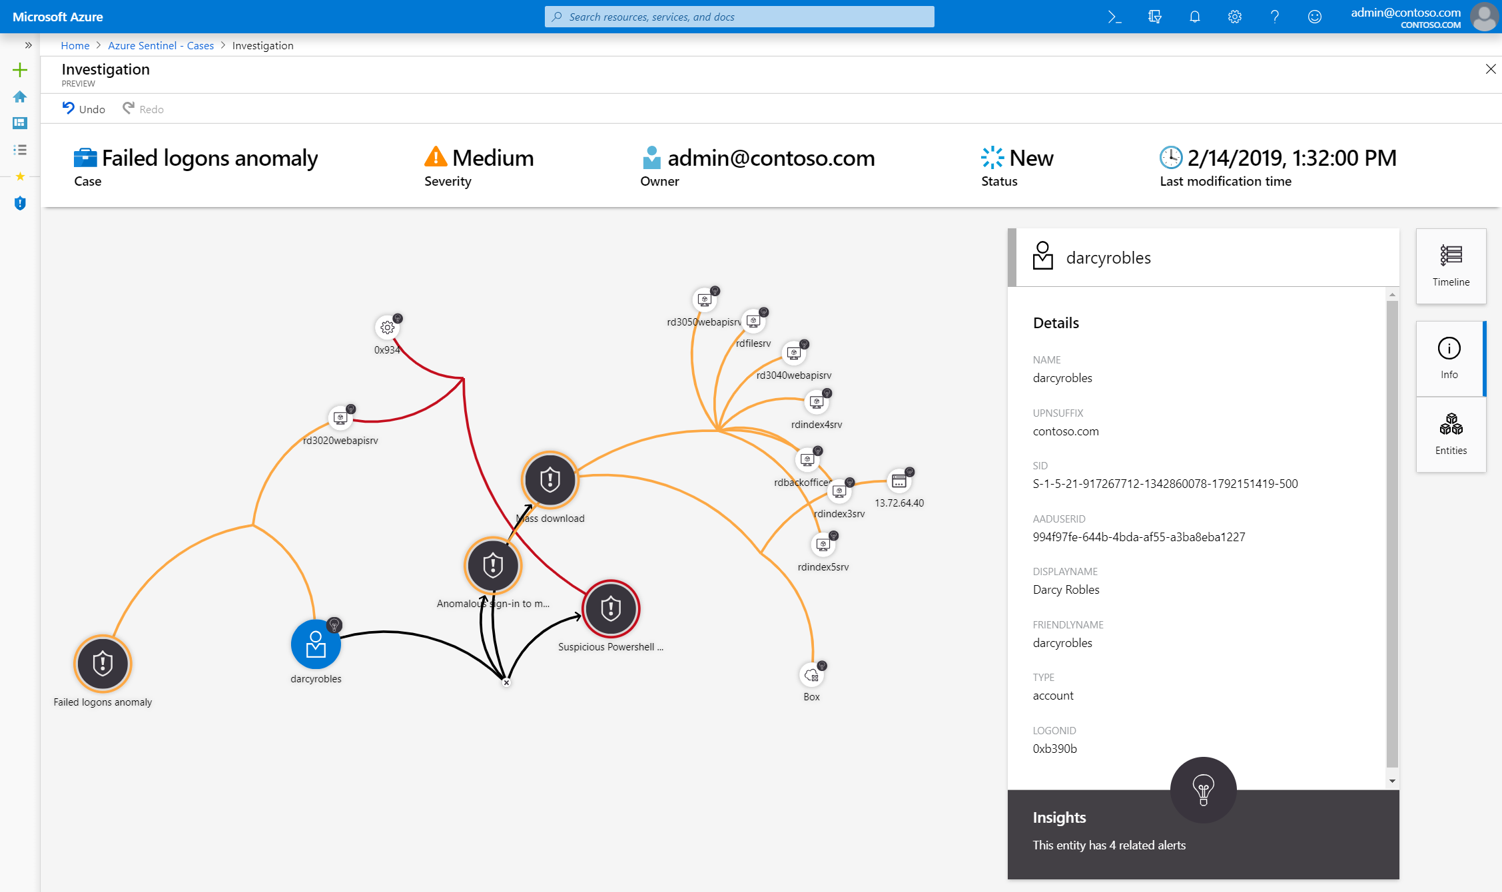 Microsoft Azure
Search resources, services, and docs
admin@contoso.com
CONTOSO.COM
Home > Azure Sentinel - Cases > Investigation
Investigation
PREVIEW
Undo
Redo
Failed logons anomaly
Case
Medium
Severity
admin@contoso.com
Owner
New
Status
2/14/2019, 1:32:00 PM
Last modification time
0x934
rd3020webapisrv
rd3050webapisrv
rdfilesrv
rd3040webapisrv
rdindex4srv
rdbackoffices
rdindex3srv
13.72.64.40
rdindex5srv
Mass download
Anomalous sign-in to m...
Suspicious Powershell ...
Failed logons anomaly
darcyrobles
Box
darcyrobles
Details
NAME
darcyrobles
UPNSUFFIX
contoso.com
SID
S-1-5-21-917267712-1342860078-1792151419-500
AADUSERID
994f97fe-644b-4bda-af55-a3ba8eba1227
DISPLAYNAME
Darcy Robles
FRIENDLYNAME
darcyrobles
TYPE
account
LOGONID
0xb390b
Insights
This entity has 4 related alerts
Timeline
Info
Entities